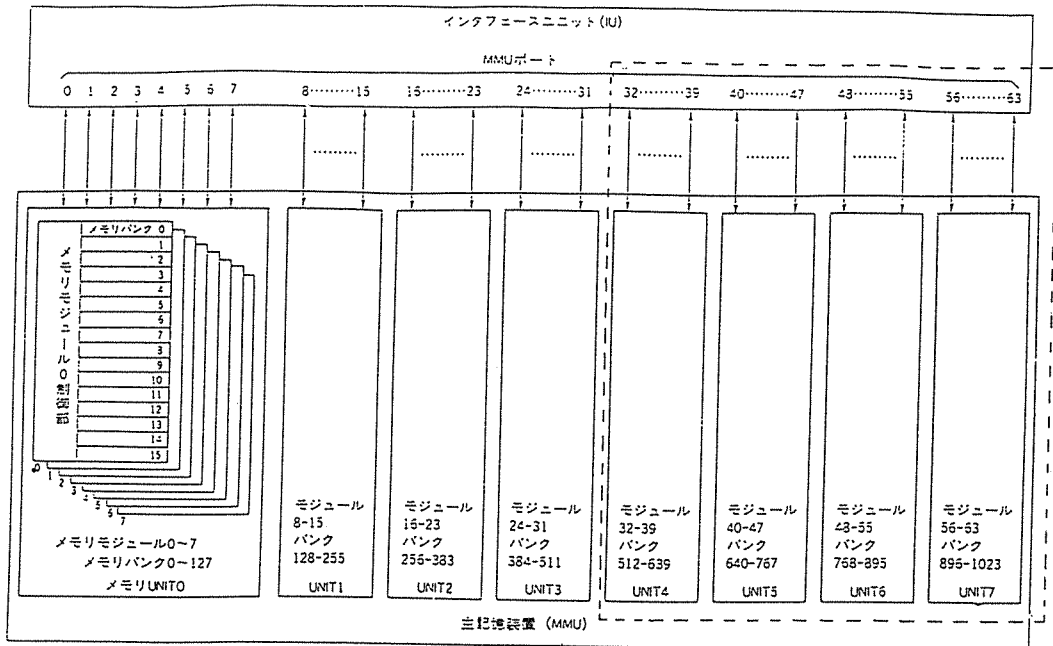 インタフェースユニット(IU)
MMUポート
0 1 2 3 4 5 6 7 8………15 16………23 24………31 32………39 40………47 48………55 56………63
……… ……… ……… ……… ……… ……… ………
メモリモジュール0制御部
メモリバンク 0
1
2
3
4
5
6
7
8
9
10
11
12
13
14
15
0 1 2 3 4 5 6 7
メモリモジュール0~7
メモリバンク0~127
メモリUNIT0
モジュール
8-15
バンク
128-255
UNIT1
モジュール
16-23
バンク
256-383
UNIT2
モジュール
24-31
バンク
384-511
UNIT3
モジュール
32-39
バンク
512-639
UNIT4
モジュール
40-47
バンク
640-767
UNIT5
モジュール
48-55
バンク
768-895
UNIT6
モジュール
56-63
バンク
896-1023
UNIT7
主記憶装置 (MMU)